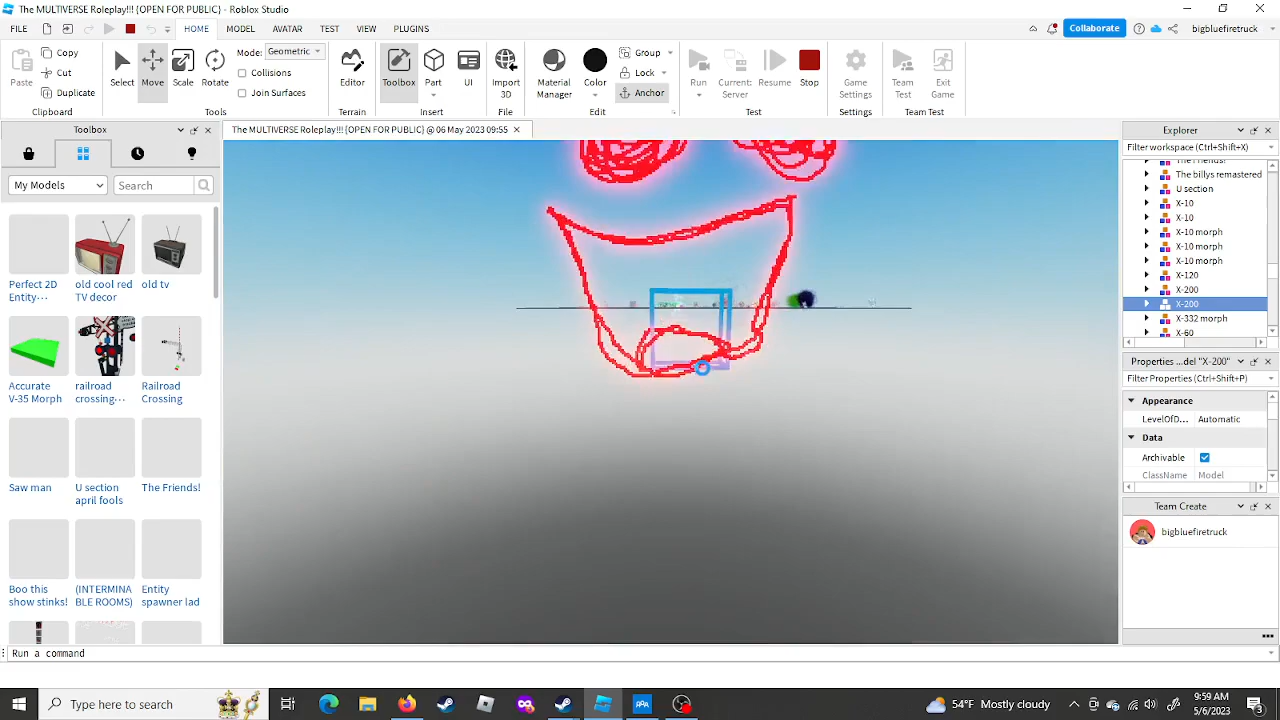 The MULTIVERSE Roleplay!!! {OPEN FOR PUBLIC} - Roblox Studio
FILE HOME MODEL AVATAR TEST VIEW PLUGINS Collaborate bigbluefiretruck
Paste Copy Cut Duplicate Select Move Scale Rotate Mode: Geometric Collisions Join Surfaces Editor Toolbox Part UI Import 3D Material Manager Color Group Lock Anchor Run Current: Server Resume Stop Game Settings Team Test Exit Game
Clipboard Tools Terrain Insert File Edit Test Settings Team Test
Toolbox
My Models Search
Perfect 2D Entity...
old cool red TV decor
old tv
Accurate V-35 Morph
railroad crossing...
Railroad Crossing
Saw man
U section april fools
The Friends!
Boo this show stinks!
(INTERMINA BLE ROOMS)
Entity spawner lad
The MULTIVERSE Roleplay!!! {OPEN FOR PUBLIC} @ 06 May 2023 09:55
Explorer
Filter workspace (Ctrl+Shift+X)
The Friends!
The billys remastered
U section
X-10
X-10
X-10 morph
X-10 morph
X-10 morph
X-120
X-200
X-200
X-332 morph
X-60
Properties ...del "X-200"
Filter Properties (Ctrl+Shift+P)
Appearance
LevelOfD... Automatic
Data
Archivable
ClassName Model
Team Create
bigbluefiretruck
Run a command
Type here to search
54°F Mostly cloudy
9:59 AM
5/6/2023